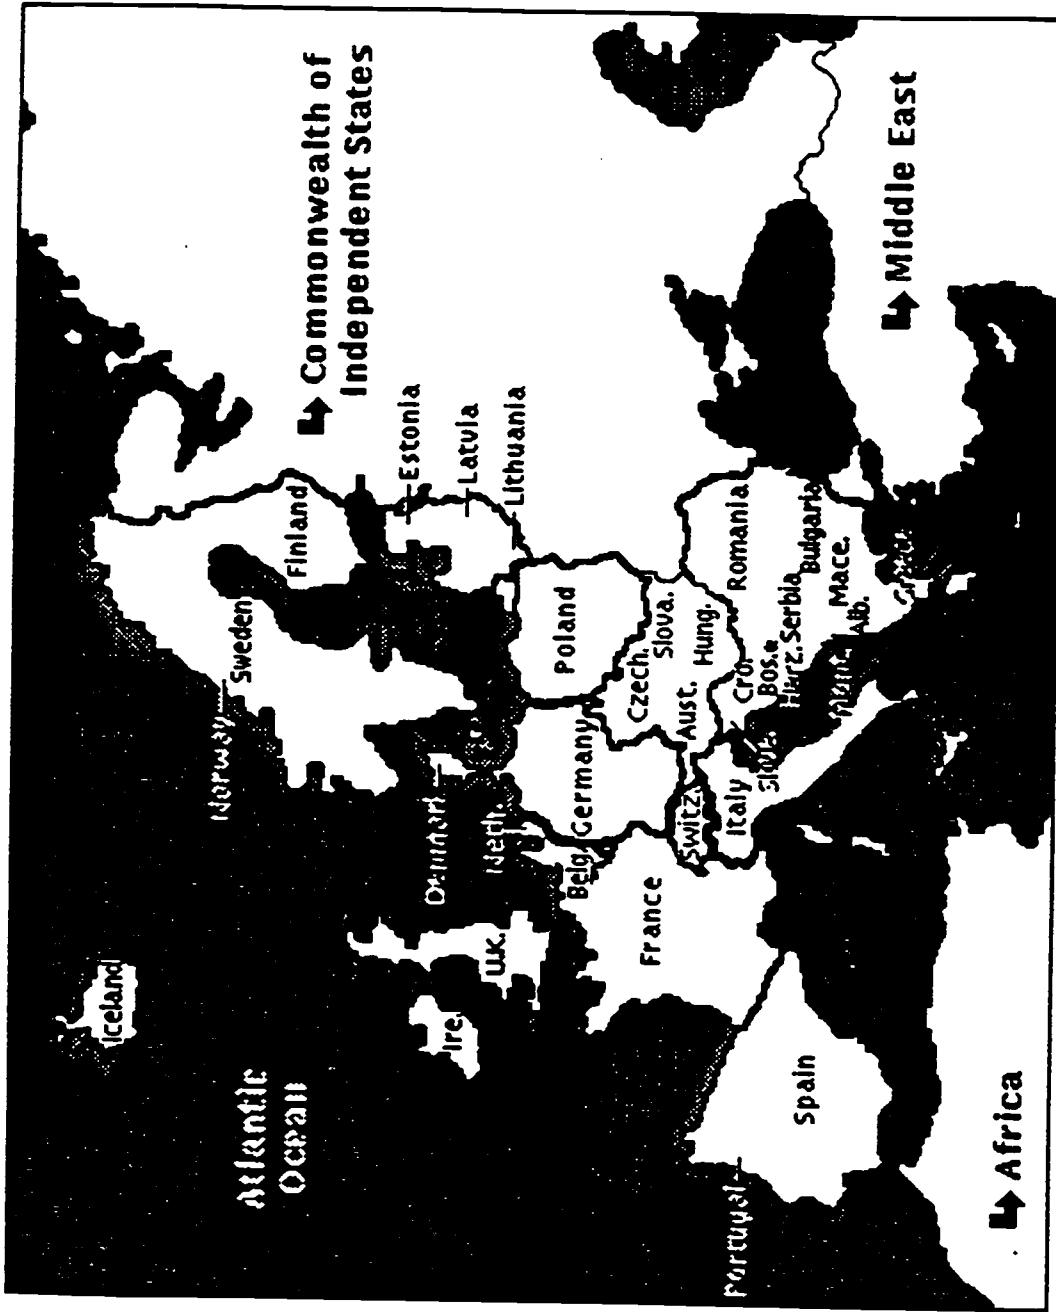 Iceland
Atlantic
Ocean
Norway
Sweden
Finland
Commonwealth of
Independent States
Estonia
Latvia
Lithuania
Denmark
Neth.
Ire.
U.K.
Belg.
Germany
Poland
France
Czech.
Slova.
Switz.
Aust.
Hung.
Romania
Italy
Slvia.
Cro.
Bos. &
Herz.
Serbia
Bulgaria
Mace.
Alb.
Greece
Portugal
Spain
Africa
Middle East